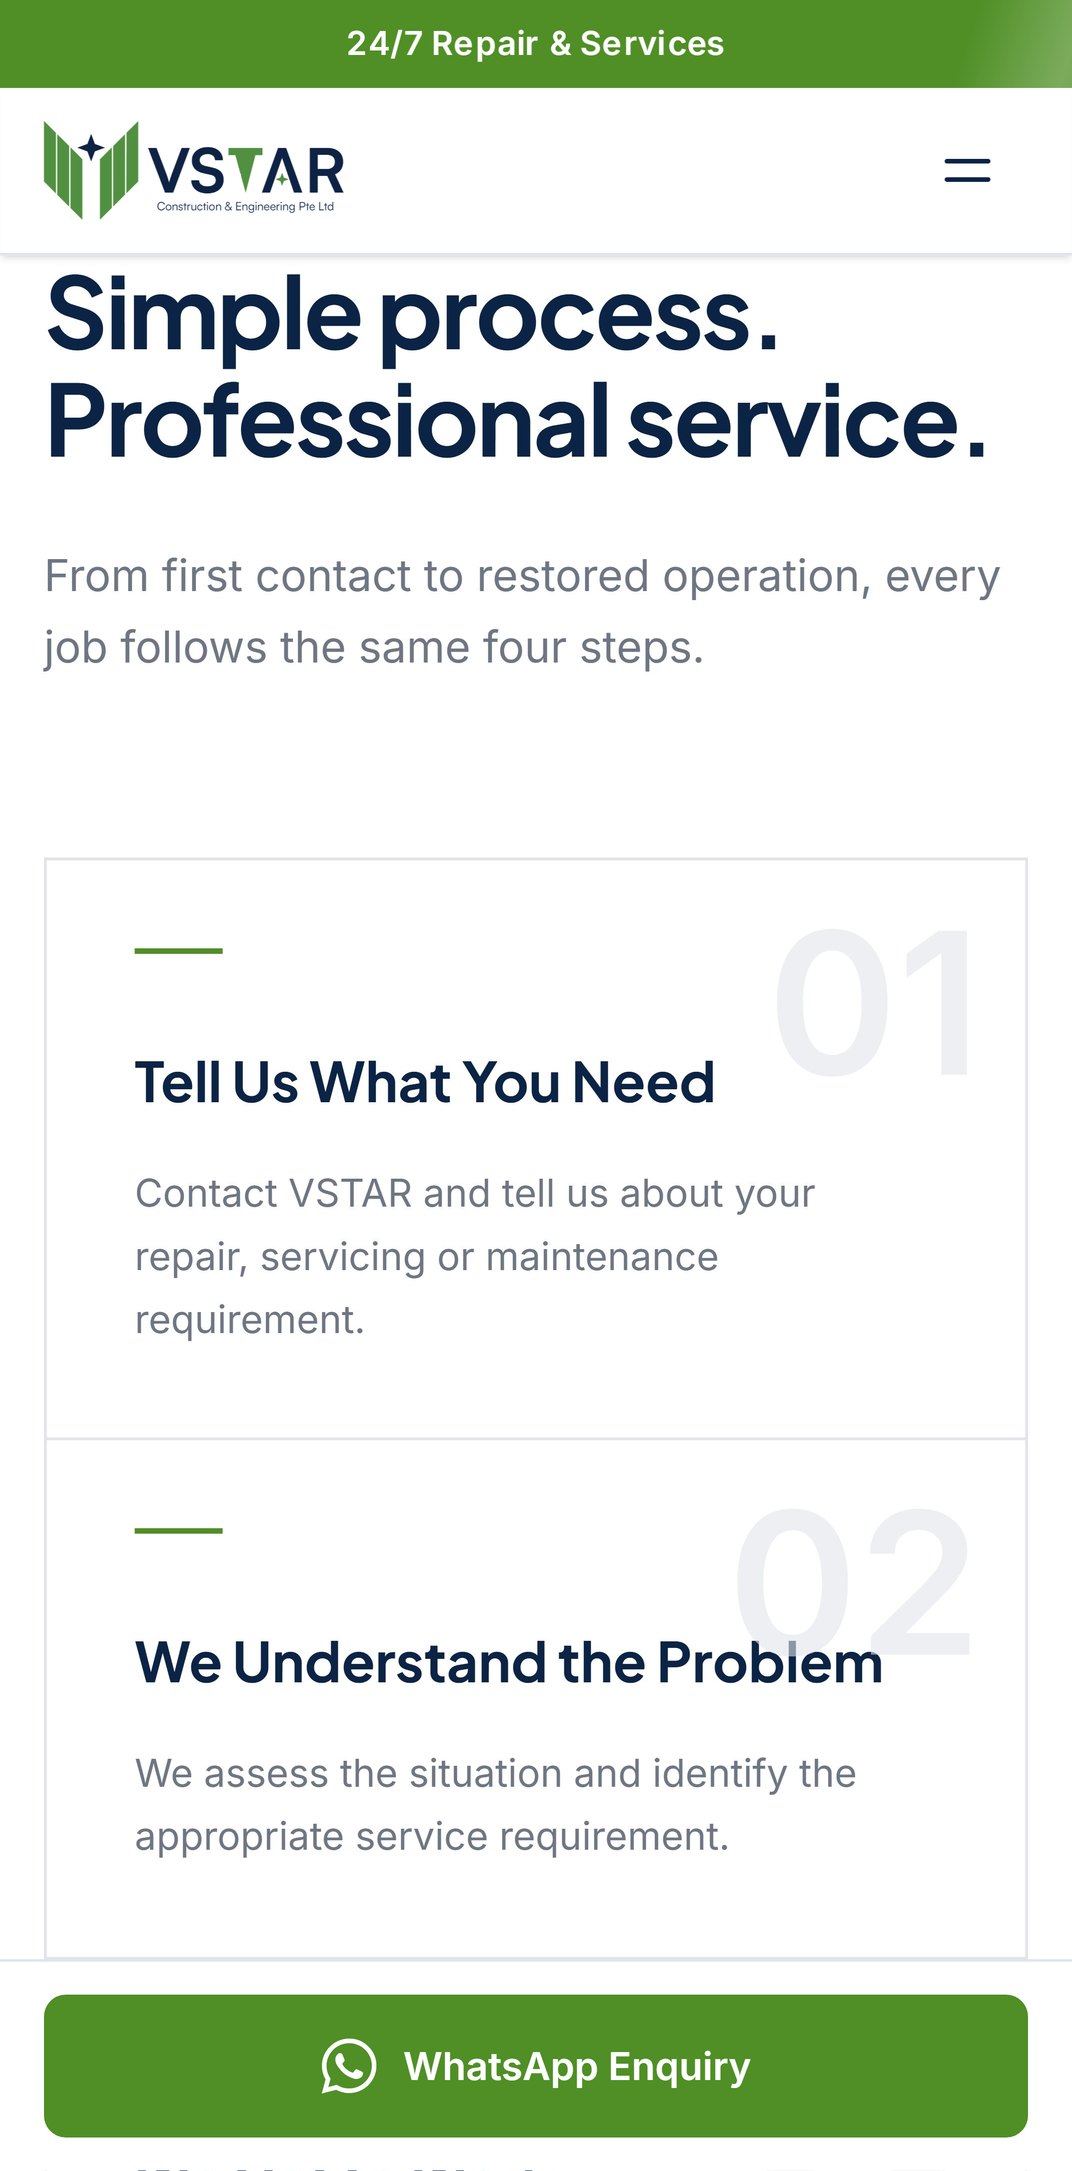 24/7 Repair & Services
VSTAR
Construction & Engineering Pte Ltd
Simple process.
Professional service.
From first contact to restored operation, every
job follows the same four steps.
01
Tell Us What You Need
Contact VSTAR and tell us about your
repair, servicing or maintenance
requirement.
02
We Understand the Problem
We assess the situation and identify the
appropriate service requirement.
WhatsApp Enquiry